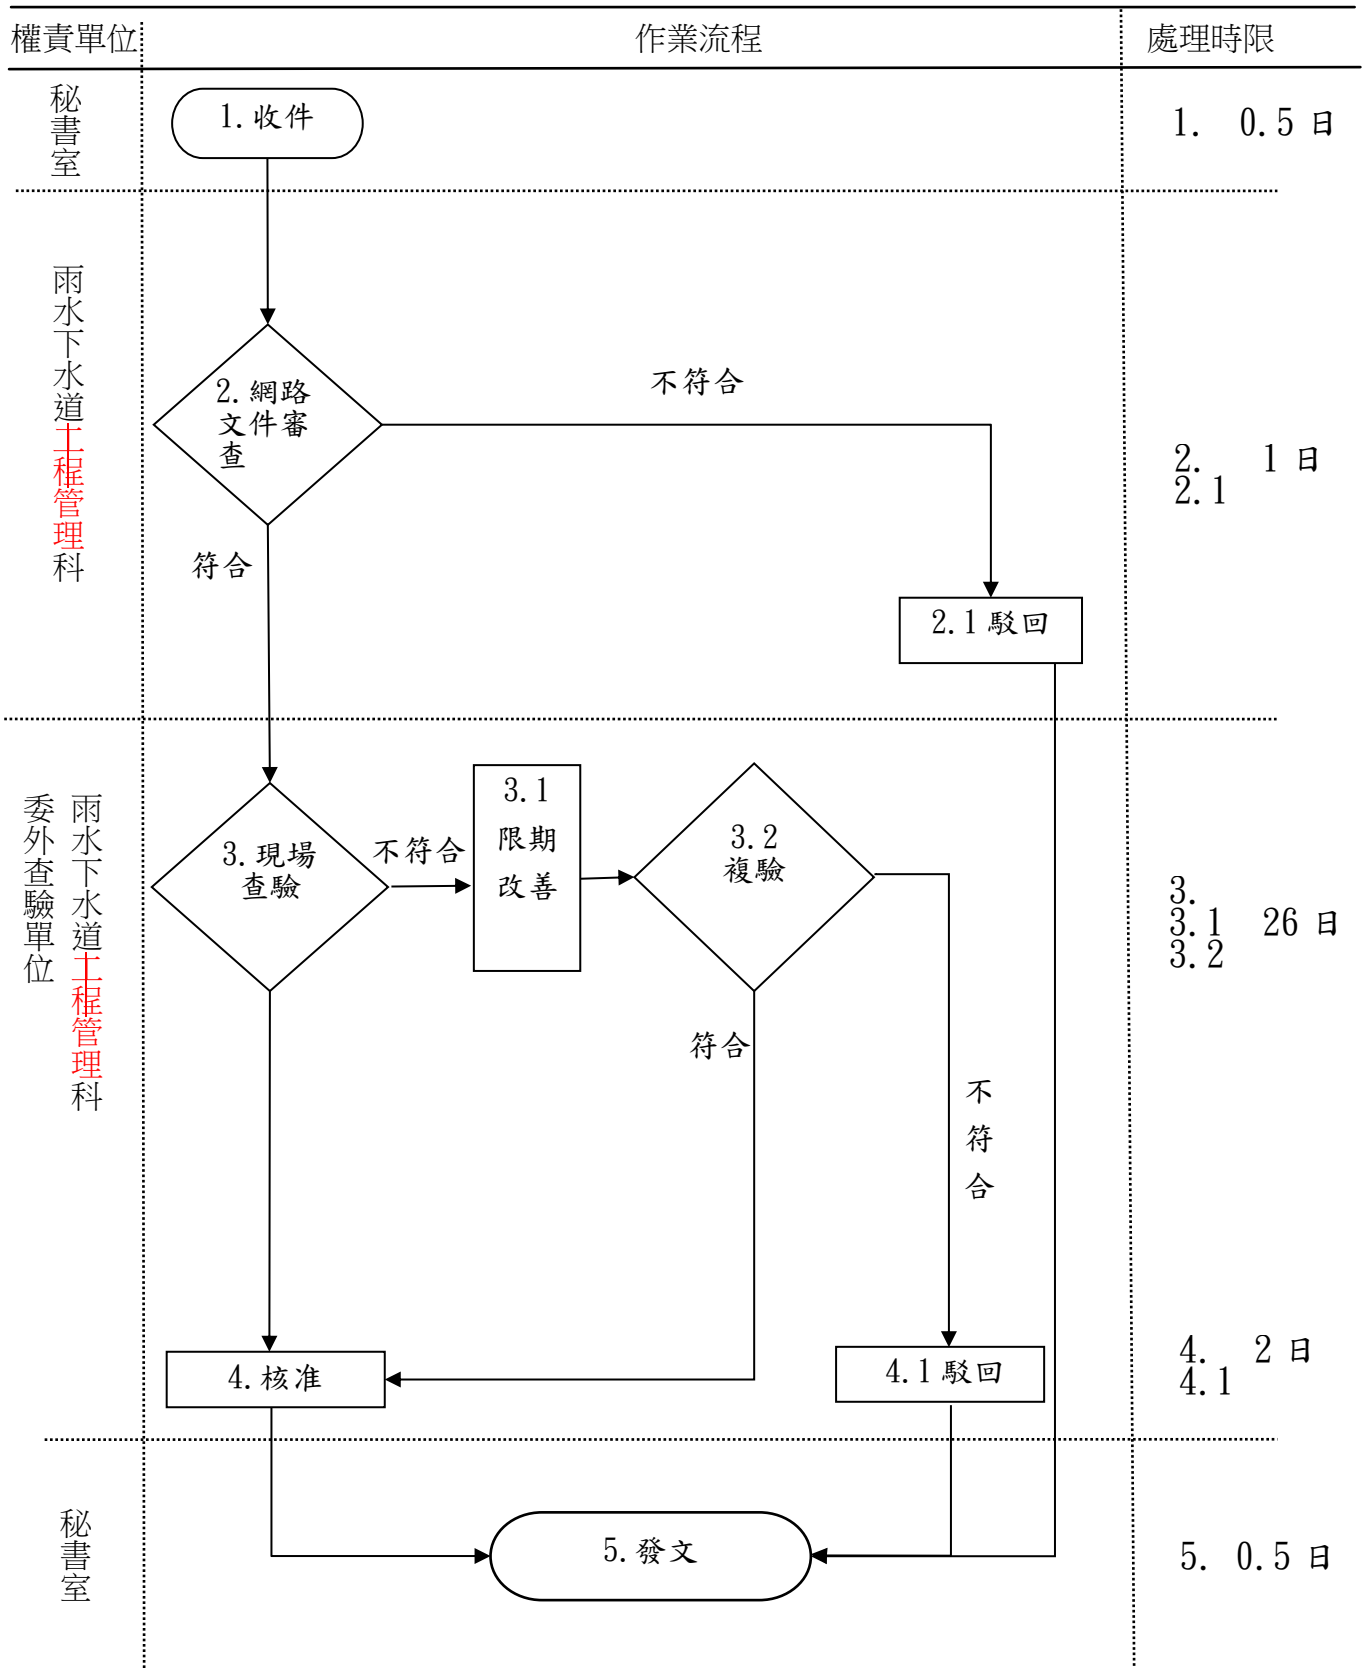 權責單位
作業流程
處理時限
秘書室
1.收件
1. 0.5日
雨水下水道工程管理科
2.網路
文件審
查
不符合
符合
2.1駁回
2. 1日
2.1
委外查驗單位
雨水下水道工程管理科
3.現場
查驗
不符合
3.1
限期
改善
3.2
複驗
符合
不符合
3.
3.1 26日
3.2
4.核准
4.1駁回
4. 2日
4.1
秘書室
5.發文
5. 0.5日